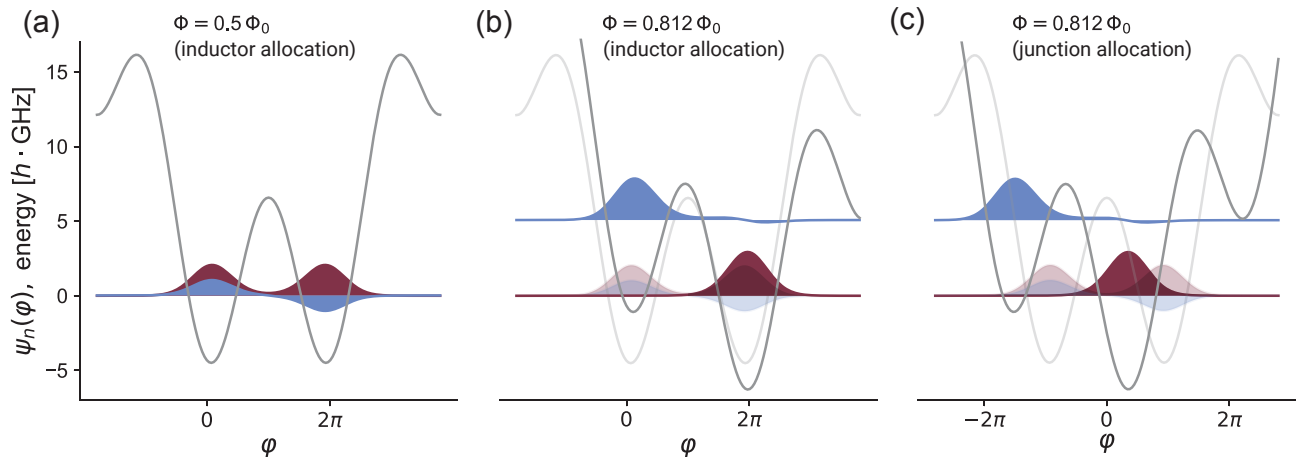 (a)
Φ = 0.5 Φ₀
(inductor allocation)
(b)
Φ = 0.812 Φ₀
(inductor allocation)
(c)
Φ = 0.812 Φ₀
(junction allocation)
ψₙ(φ), energy [h · GHz]
15
10
5
0
−5
0
2π
φ
0
2π
φ
−2π
0
2π
φ